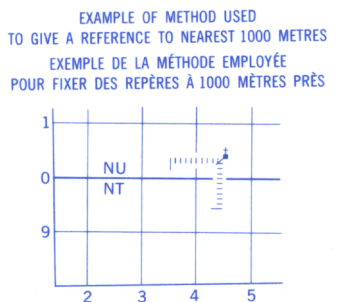 EXAMPLE OF METHOD USED
TO GIVE A REFERENCE TO NEAREST 1000 METRES
EXEMPLE DE LA MÉTHODE EMPLOYÉE
POUR FIXER DES REPÈRES À 1000 MÈTRES PRÈS
1
NU
0
NT
9
2 3 4 5